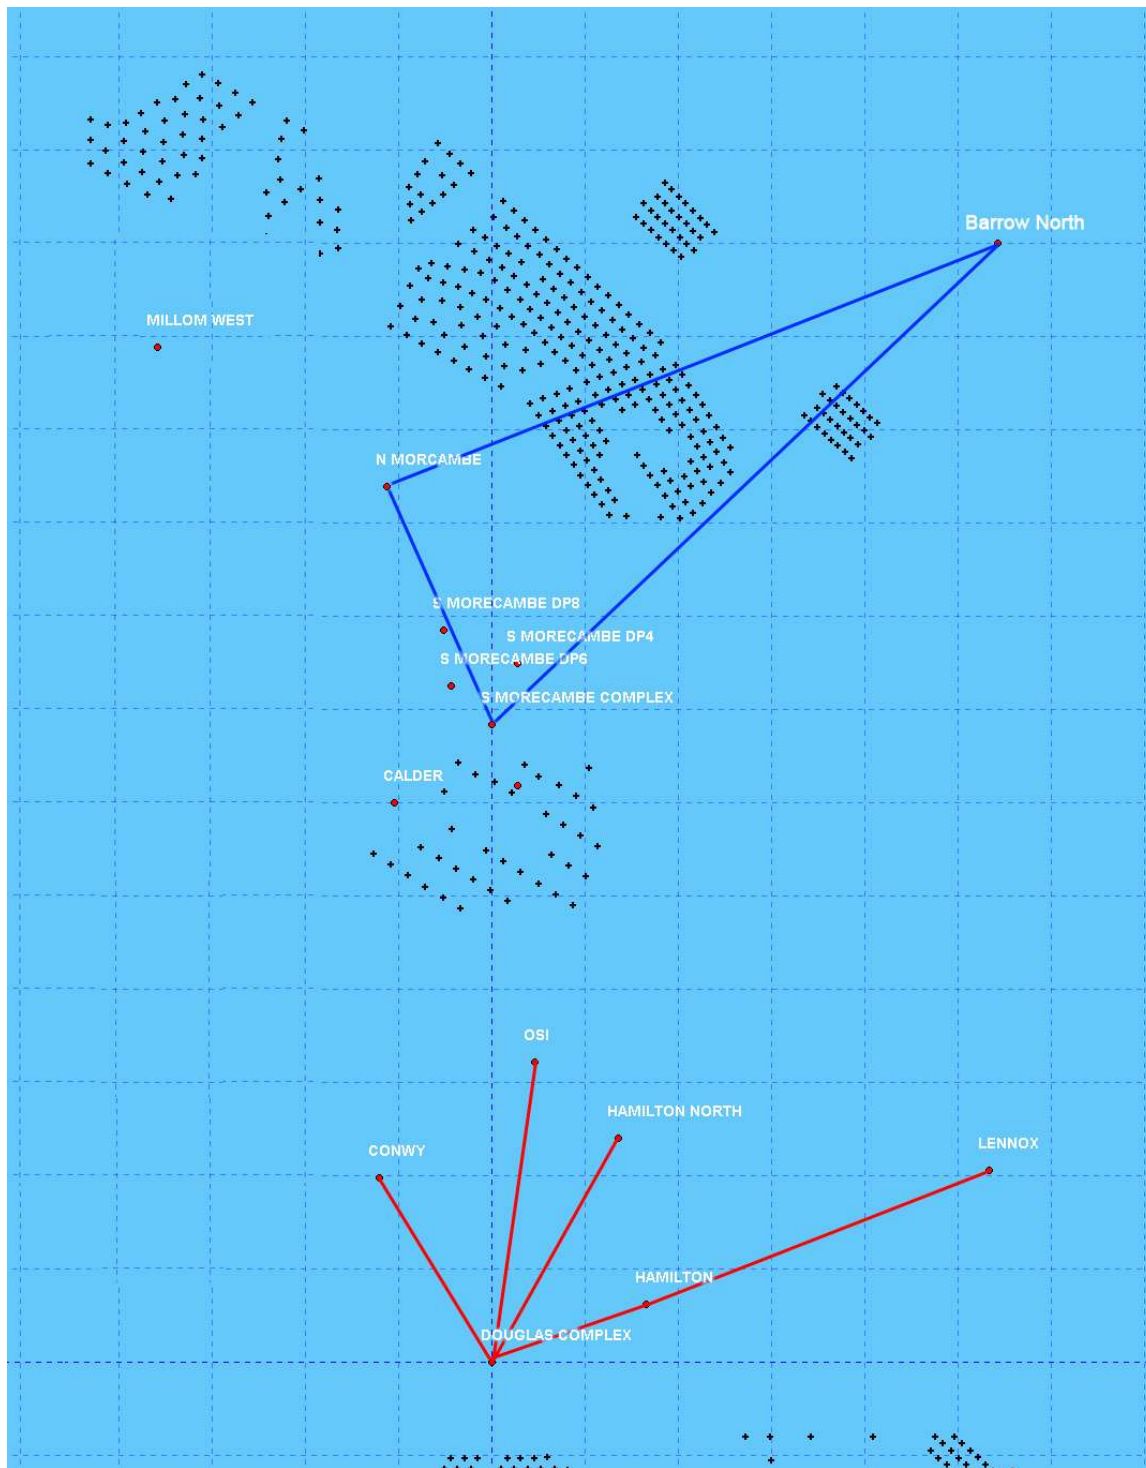 Barrow North
MILLOM WEST
N MORCAMBE
S MORECAMBE DP8
S MORECAMBE DP4
S MORECAMBE DP6
S MORECAMBE COMPLEX
CALDER
OSI
HAMILTON NORTH
LENNOX
CONWY
HAMILTON
DOUGLAS COMPLEX